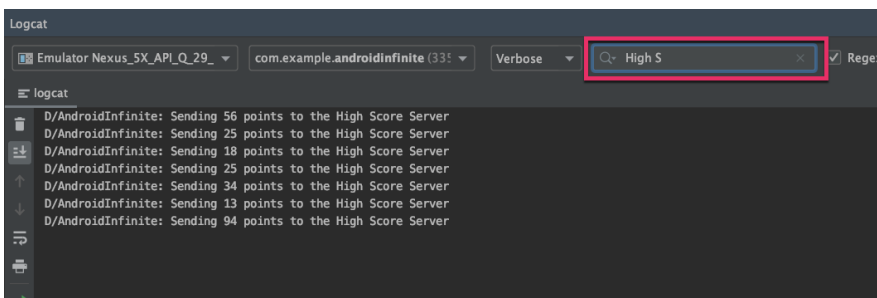 Logcat
Emulator Nexus_5X_API_Q_29_ com.example.androidinfinite (335 Verbose High S Rege
logcat
D/AndroidInfinite: Sending 56 points to the High Score Server
D/AndroidInfinite: Sending 25 points to the High Score Server
D/AndroidInfinite: Sending 18 points to the High Score Server
D/AndroidInfinite: Sending 25 points to the High Score Server
D/AndroidInfinite: Sending 34 points to the High Score Server
D/AndroidInfinite: Sending 13 points to the High Score Server
D/AndroidInfinite: Sending 94 points to the High Score Server